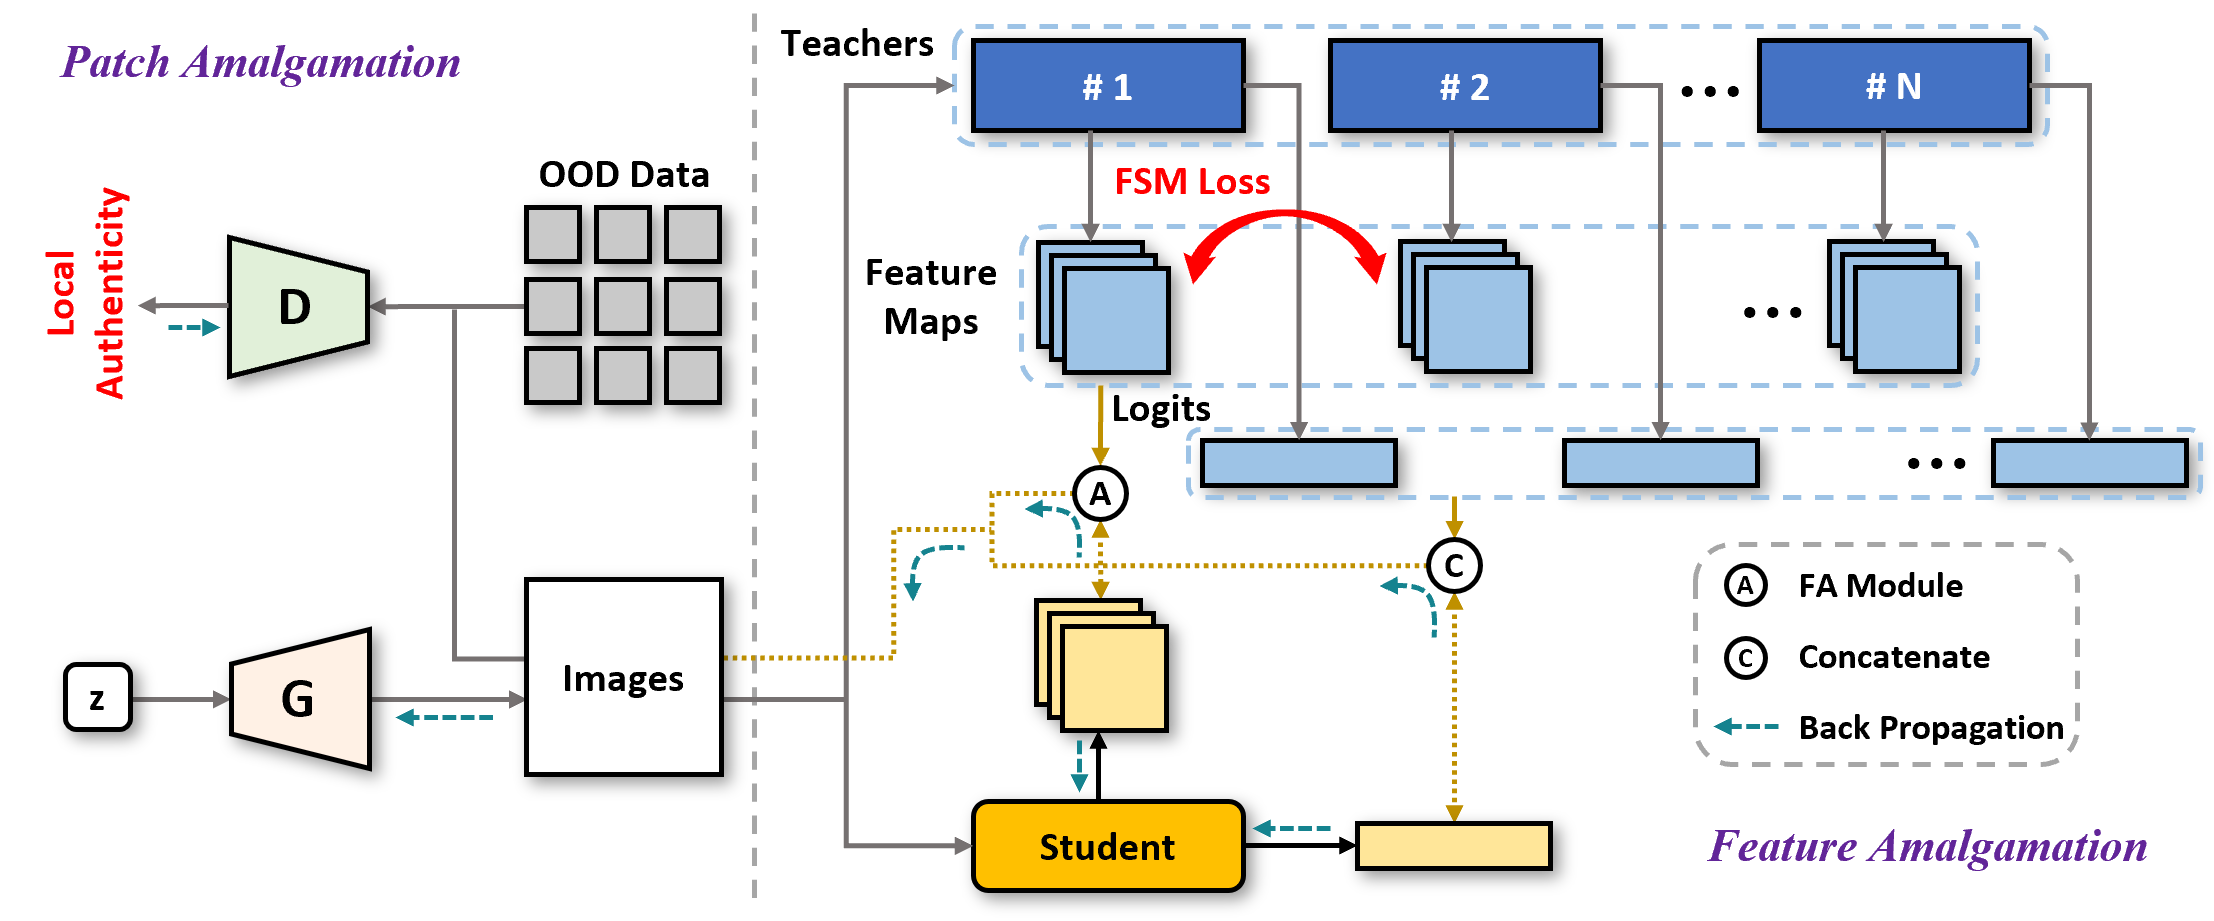 Patch Amalgamation
Teachers
# 1
# 2
# N
OOD Data
FSM Loss
Local
Authenticity
D
Feature
Maps
Logits
A
C
z
G
Images
Student
A FA Module
C Concatenate
Back Propagation
Feature Amalgamation